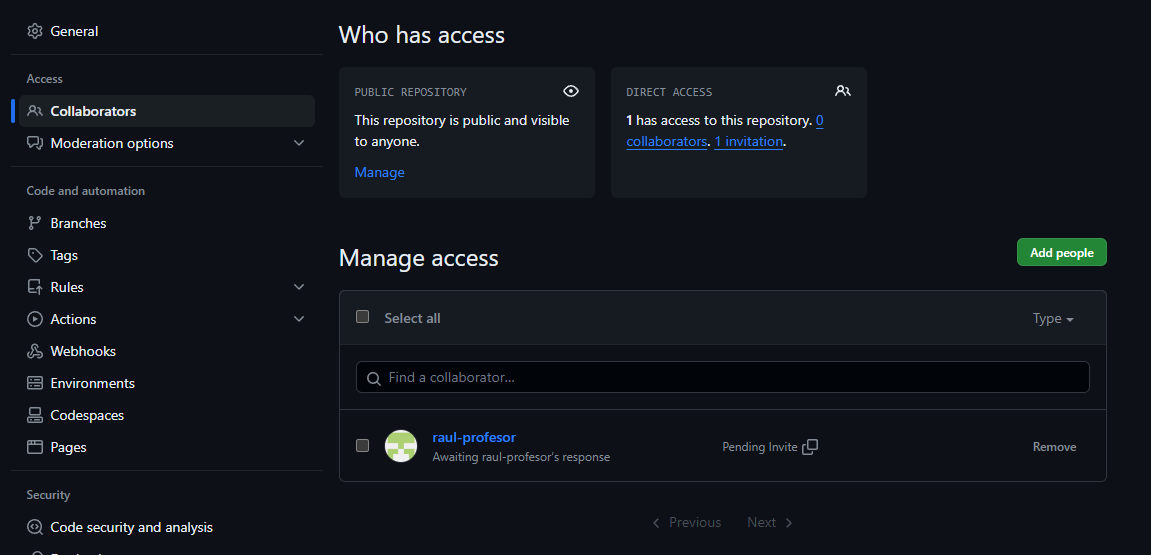 General
Access
Collaborators
Moderation options
Code and automation
Branches
Tags
Rules
Actions
Webhooks
Environments
Codespaces
Pages
Security
Code security and analysis
Who has access
PUBLIC REPOSITORY
This repository is public and visible
to anyone.
Manage
DIRECT ACCESS
1 has access to this repository. 0
collaborators. 1 invitation.
Manage access
Add people
Select all
Type
Find a collaborator...
raul-profesor
Awaiting raul-profesor's response
Pending Invite
Remove
Previous
Next